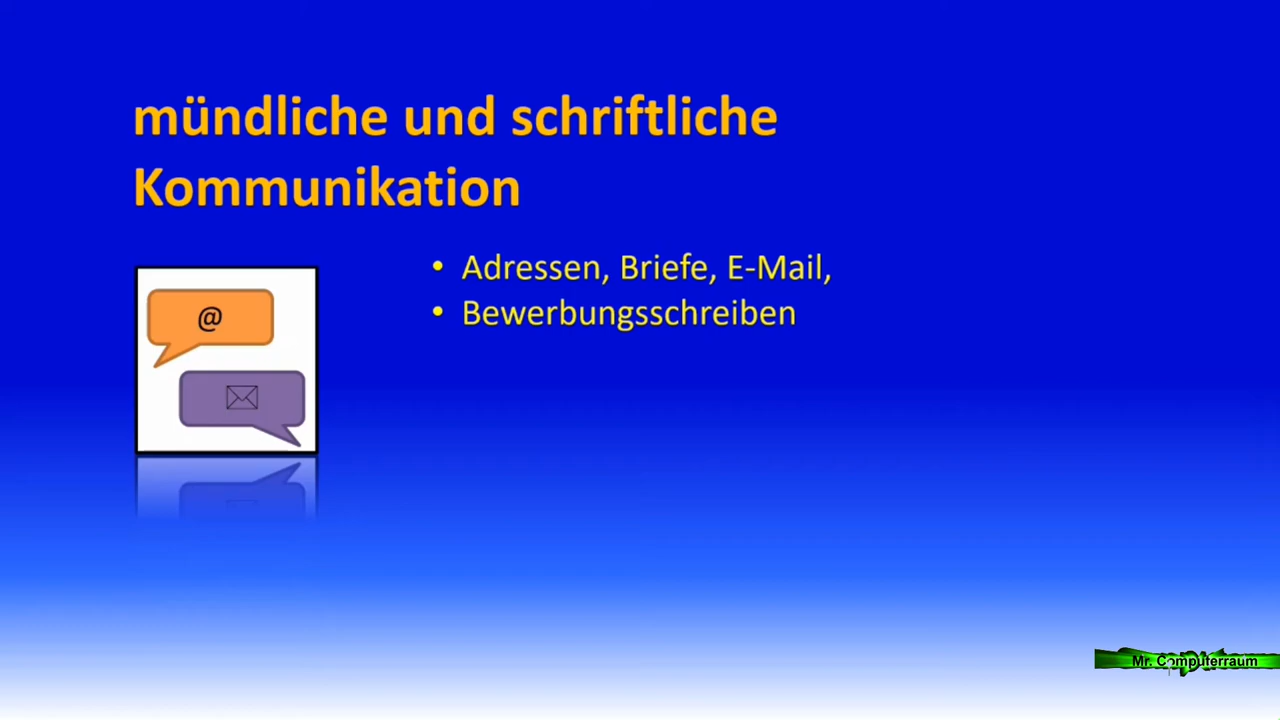 mündliche und schriftliche
Kommunikation
• Adressen, Briefe, E-Mail,
• Bewerbungsschreiben
@
Mr. Computerraum